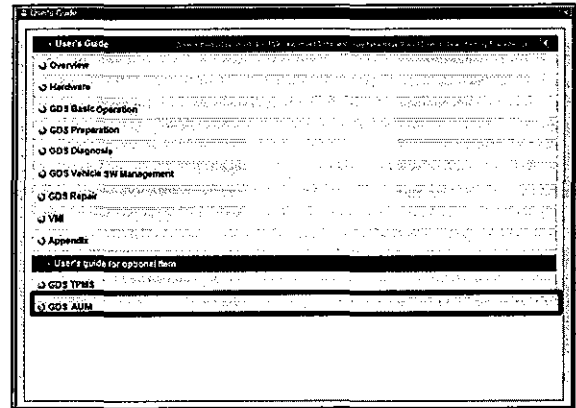 User's Guide
User's Guide
Overview
Hardware
GDS Basic Operation
GDS Preparation
GDS Diagnosis
GDS Vehicle SW Management
GDS Repair
VMI
Appendix
User's guide for optional item
GDS TPMS
GDS AUM